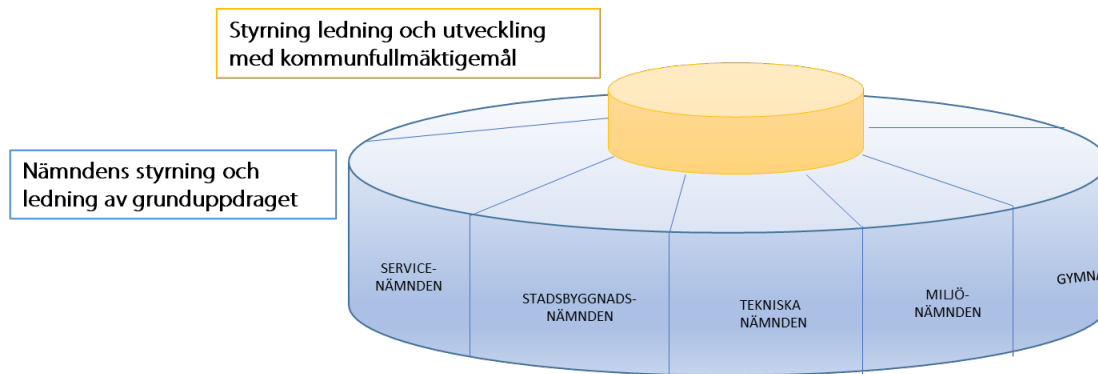 Styrning ledning och utveckling
med kommunfullmäktigemål
Nämndens styrning och
ledning av grunduppdraget
SERVICE-
NÄMNDEN
STADSBYGGNADS-
NÄMNDEN
TEKNISKA
NÄMNDEN
MILJÖ-
NÄMNDEN